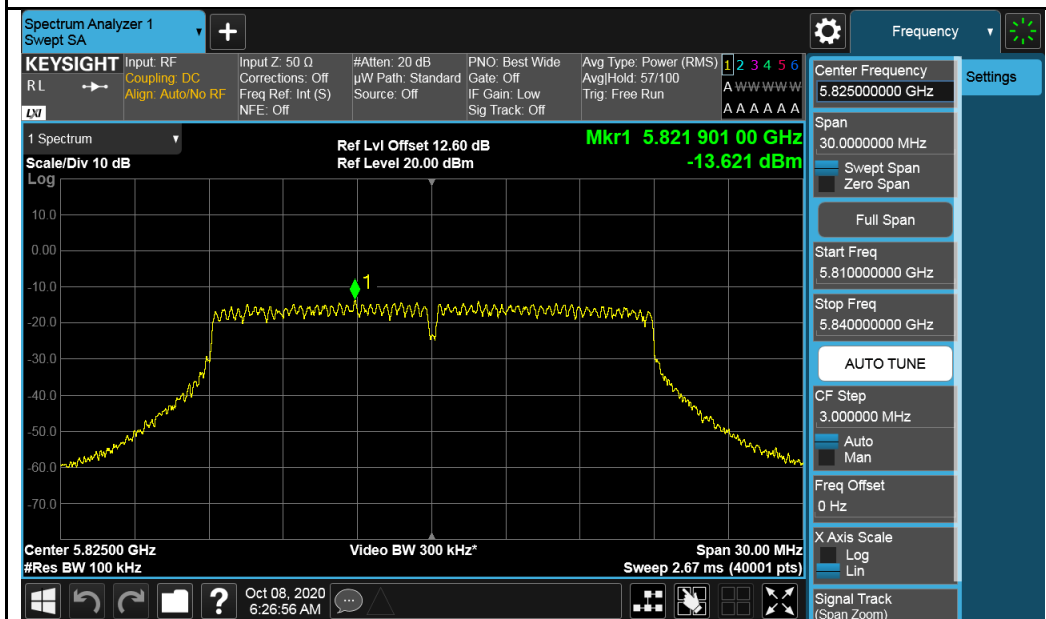 Spectrum Analyzer 1
Swept SA
+
Frequency
KEYSIGHT
R L
LXI
Input: RF
Coupling: DC
Align: Auto/No RF
Input Z: 50 Ω
Corrections: Off
Freq Ref: Int (S)
NFE: Off
#Atten: 20 dB
µW Path: Standard
Source: Off
PNO: Best Wide
Gate: Off
IF Gain: Low
Sig Track: Off
Avg Type: Power (RMS)
Avg|Hold: 57/100
Trig: Free Run
1 2 3 4 5 6
A W W W W W
A A A A A A
1 Spectrum
Scale/Div 10 dB
Log
Ref Lvl Offset 12.60 dB
Ref Level 20.00 dBm
Mkr1 5.821 901 00 GHz
-13.621 dBm
10.0
0.00
-10.0
-20.0
-30.0
-40.0
-50.0
-60.0
-70.0
1
Center 5.82500 GHz
#Res BW 100 kHz
Video BW 300 kHz*
Span 30.00 MHz
Sweep 2.67 ms (40001 pts)
Center Frequency
5.825000000 GHz
Span
30.0000000 MHz
Swept Span
Zero Span
Full Span
Start Freq
5.810000000 GHz
Stop Freq
5.840000000 GHz
AUTO TUNE
CF Step
3.000000 MHz
Auto
Man
Freq Offset
0 Hz
X Axis Scale
Log
Lin
Signal Track
(Span Zoom)
Settings
?
Oct 08, 2020
6:26:56 AM